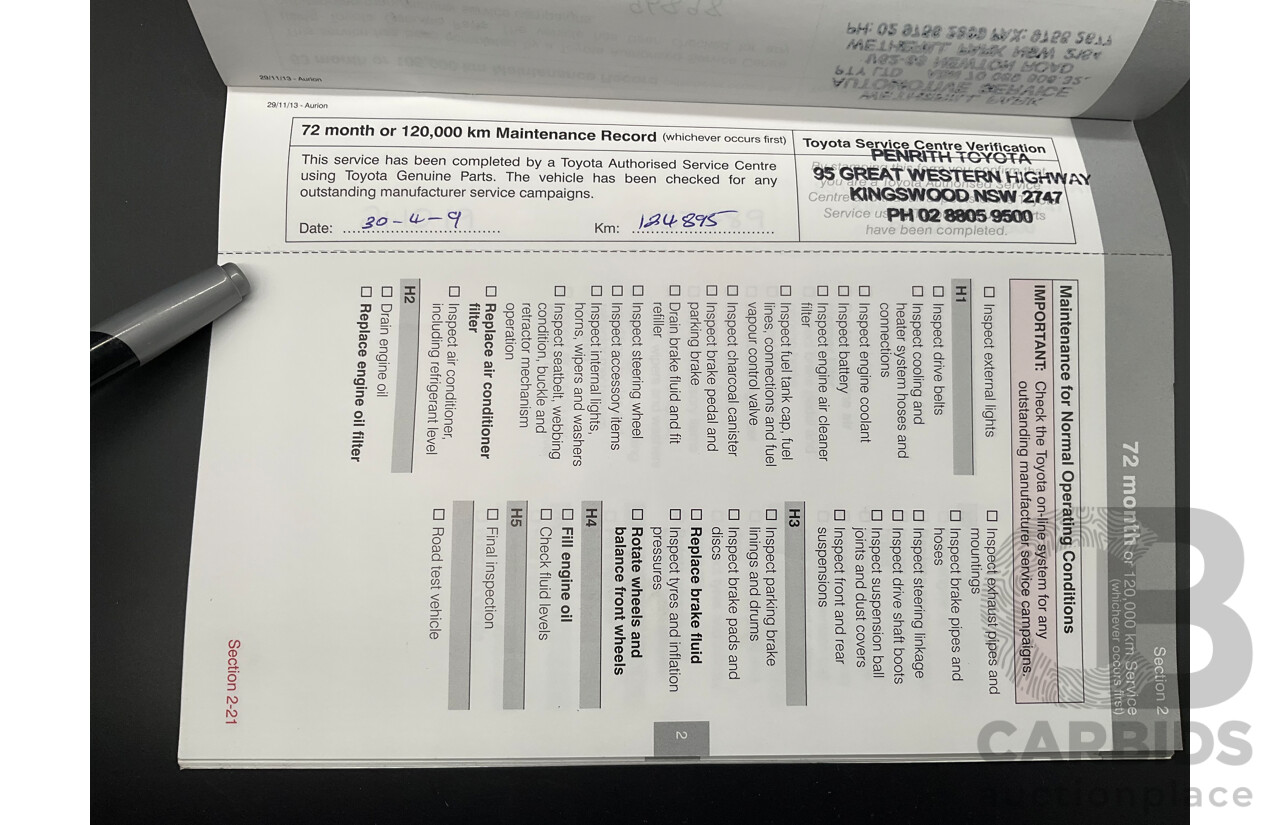 29/11/13 - Aurion
29/11/13 - Aurion
72 month or 120,000 km Maintenance Record (whichever occurs first)
This service has been completed by a Toyota Authorised Service Centre
using Toyota Genuine Parts. The vehicle has been checked for any
outstanding manufacturer service campaigns.
Date: 30-4-9
Km: 124895
Toyota Service Centre Verification
PENRITH TOYOTA
95 GREAT WESTERN HIGHWAY
KINGSWOOD NSW 2747
PH 02 8805 9500
have been completed.
Section 2
72 month or 120,000 km Service
(whichever occurs first)
Maintenance for Normal Operating Conditions
IMPORTANT: Check the Toyota on-line system for any
outstanding manufacturer service campaigns.
☐ Inspect external lights
H1
☐ Inspect drive belts
☐ Inspect cooling and
heater system hoses and
connections
☐ Inspect engine coolant
☐ Inspect battery
☐ Inspect engine air cleaner
filter
☐ Inspect fuel tank cap, fuel
lines, connections and fuel
vapour control valve
☐ Inspect charcoal canister
☐ Inspect brake pedal and
parking brake
☐ Drain brake fluid and fit
refiller
☐ Inspect steering wheel
☐ Inspect accessory items
☐ Inspect internal lights,
horns, wipers and washers
☐ Inspect seatbelt, webbing
condition, buckle and
retractor mechanism
operation
☐ Replace air conditioner
filter
☐ Inspect air conditioner,
including refrigerant level
H2
☐ Drain engine oil
☐ Replace engine oil filter
☐ Inspect exhaust pipes and
mountings
☐ Inspect brake pipes and
hoses
☐ Inspect steering linkage
☐ Inspect drive shaft boots
☐ Inspect suspension ball
joints and dust covers
☐ Inspect front and rear
suspensions
H3
☐ Inspect parking brake
linings and drums
☐ Inspect brake pads and
discs
☐ Replace brake fluid
☐ Inspect tyres and inflation
pressures
☐ Rotate wheels and
balance front wheels
H4
☐ Fill engine oil
☐ Check fluid levels
H5
☐ Final inspection
☐ Road test vehicle
2
Section 2-21
CARBIDS
auctionplace